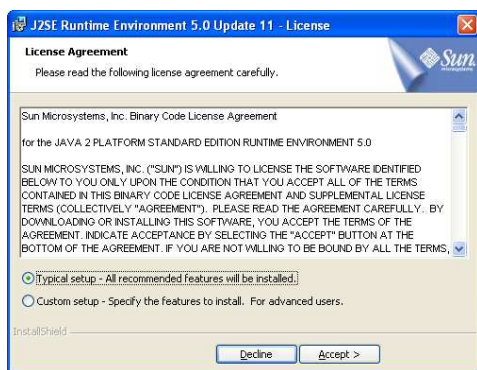 J2SE Runtime Environment 5.0 Update 11 - License
License Agreement
Please read the following license agreement carefully.
Sun
microsystems
Sun Microsystems, Inc. Binary Code License Agreement
for the JAVA 2 PLATFORM STANDARD EDITION RUNTIME ENVIRONMENT 5.0
SUN MICROSYSTEMS, INC. ("SUN") IS WILLING TO LICENSE THE SOFTWARE IDENTIFIED
BELOW TO YOU ONLY UPON THE CONDITION THAT YOU ACCEPT ALL OF THE TERMS
CONTAINED IN THIS BINARY CODE LICENSE AGREEMENT AND SUPPLEMENTAL LICENSE
TERMS (COLLECTIVELY "AGREEMENT"). PLEASE READ THE AGREEMENT CAREFULLY. BY
DOWNLOADING OR INSTALLING THIS SOFTWARE, YOU ACCEPT THE TERMS OF THE
AGREEMENT. INDICATE ACCEPTANCE BY SELECTING THE "ACCEPT" BUTTON AT THE
BOTTOM OF THE AGREEMENT. IF YOU ARE NOT WILLING TO BE BOUND BY ALL THE TERMS,
Typical setup - All recommended features will be installed.
Custom setup - Specify the features to install. For advanced users.
InstallShield
Decline
Accept >